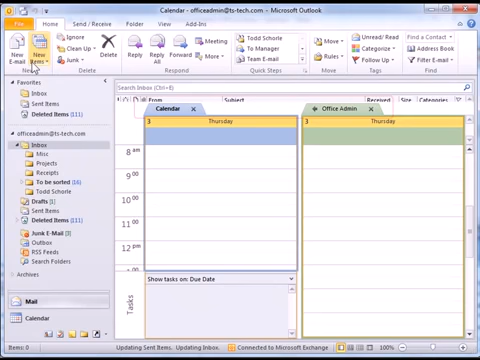 Calendar - officeadmin@ts-tech.com - Microsoft Outlook
File Home Send / Receive Folder View Add-Ins
New E-mail
New Items
Ignore
Clean Up
Junk
Delete
Reply
Reply All
Forward
Meeting
Todd Schorle
To Manager
Team E-mail
Move
Rules
Unread/ Read
Categorize
Follow Up
Find a Contact
Address Book
Filter E-mail
New Delete Respond Quick Steps Move Tags Find
Favorites
Inbox
Sent Items
Deleted Items (111)
officeadmin@ts-tech.com
Inbox
Misc
Projects
Receipts
To be sorted (16)
Todd Schorle
Drafts [1]
Sent Items
Deleted Items (111)
Junk E-Mail [3]
Outbox
RSS Feeds
Search Folders
Archives
Mail
Calendar
Search Inbox (Ctrl+E)
From Subject Received Size Categories
Calendar
Office Admin
3 Thursday
3 Thursday
8 am
9 00
10 00
11 00
12 pm
1 00
2 00
3 00
4 00
Show tasks on: Due Date
Tasks
Items: 0 Updating Sent Items. Updating Inbox. Connected to Microsoft Exchange 100%